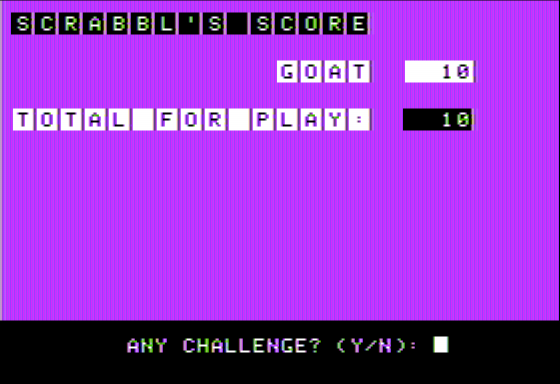 SCRABBL'S SCORE
GOAT 10
TOTAL FOR PLAY: 10
ANY CHALLENGE? (Y/N):